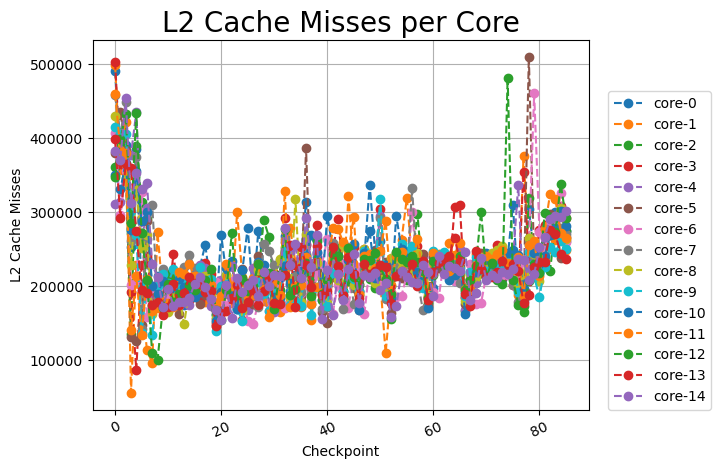 L2 Cache Misses per Core
L2 Cache Misses
500000
400000
300000
200000
100000
0
20
40
60
80
Checkpoint
core-0
core-1
core-2
core-3
core-4
core-5
core-6
core-7
core-8
core-9
core-10
core-11
core-12
core-13
core-14